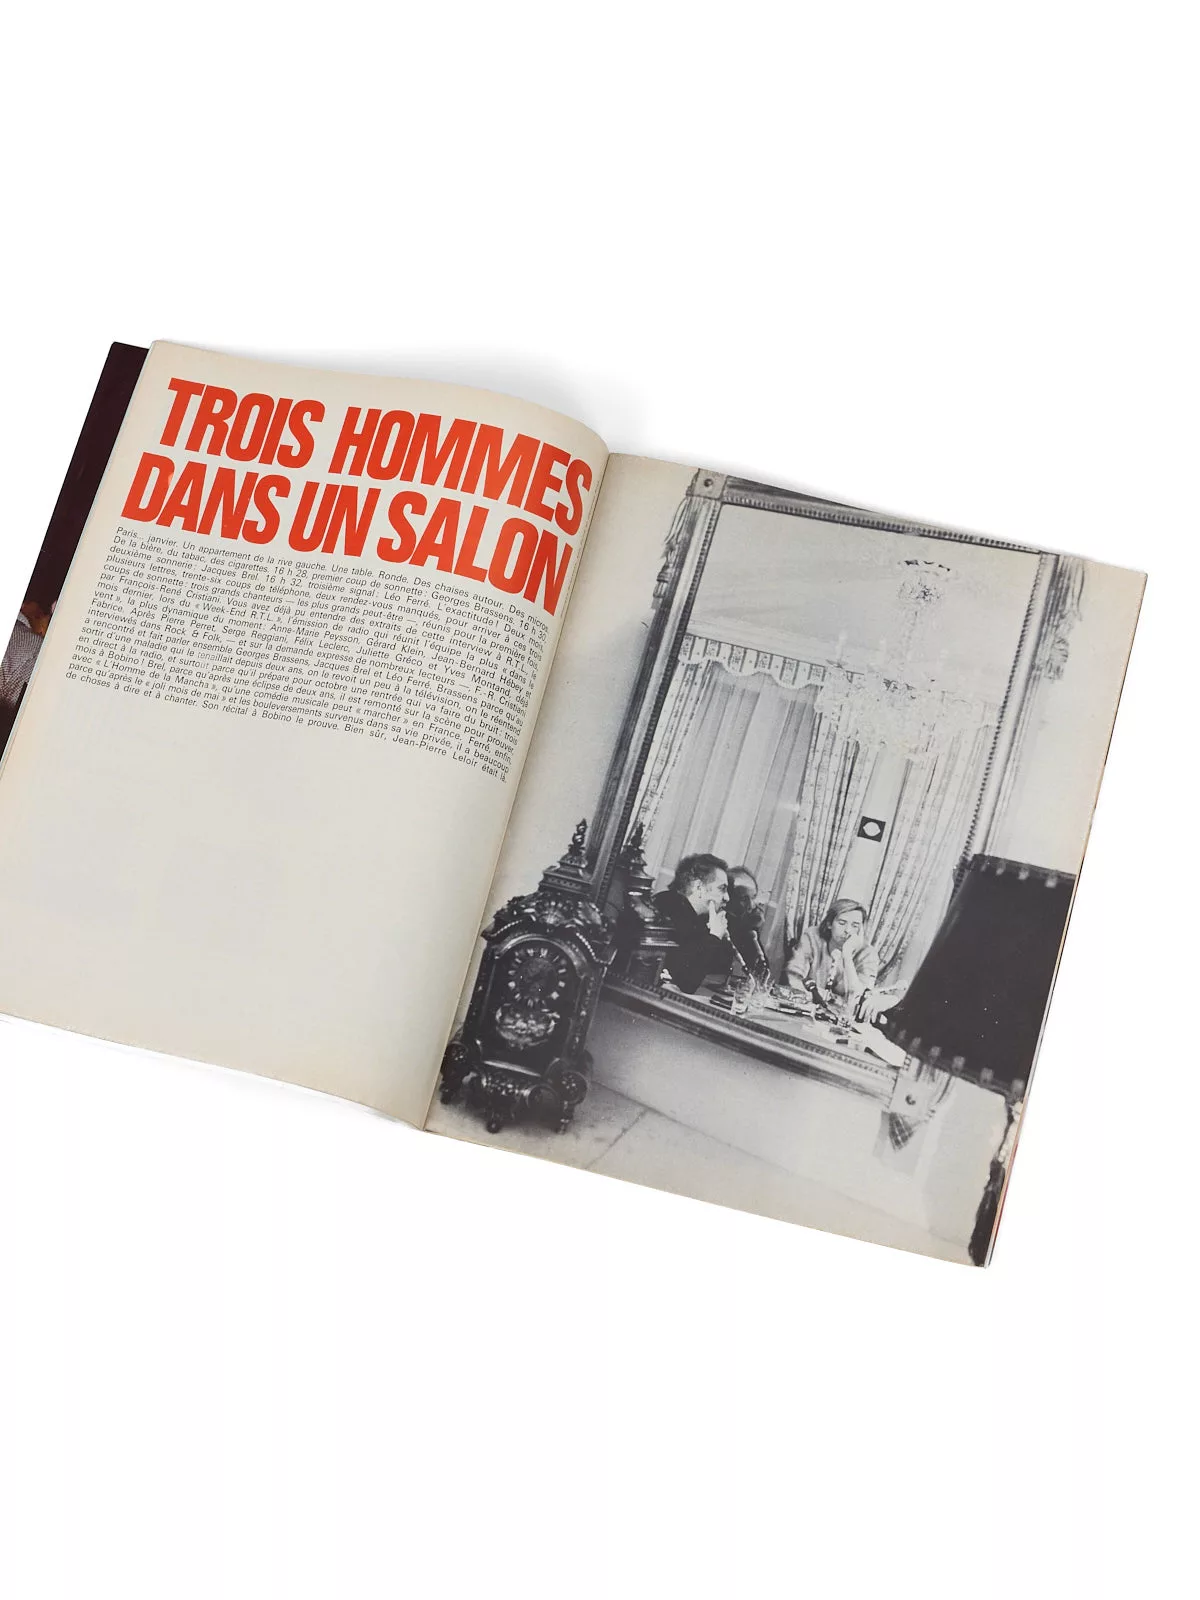 TROIS HOMMES
DANS UN SALON
Paris... janvier. Un appartement de la rive gauche. Une table. Ronde. Des chaises autour. Des micros.
De la bière, du tabac, des cigarettes. 16 h 28, premier coup de sonnette : Georges Brassens. 16 h 30,
deuxième sonnette : Jacques Brel. 16 h 32, troisième signal : Léo Ferré. L'exactitude ! Deux mois,
plusieurs lettres, trente-six coups de téléphone, deux rendez-vous manqués, pour arriver à ces trois
coups de sonnette : trois grands chanteurs — les plus grands peut-être —, réunis pour la première fois,
par François-René Cristiani. Vous avez déjà pu entendre des extraits de cette interview à R.T.L., le
mois dernier, lors du « Week-End R.T.L. », l'émission de radio qui réunit l'équipe la plus « dans le
vent », la plus dynamique du moment : Anne-Marie Peysson, Gérard Klein, Jean-Bernard Hébey et
Fabrice. Après Pierre Perret, Serge Reggiani, Félix Leclerc, Juliette Gréco et Yves Montand, déjà
interviewés dans Rock & Folk, — et sur la demande expresse de nombreux lecteurs —, F.-R. Cristiani
a rencontré et fait parler ensemble Georges Brassens, Jacques Brel et Léo Ferré. Brassens parce qu'au
sortir d'une maladie qui le tenaillait depuis deux ans, on le revoit un peu à la télévision, on le réentend
en direct à la radio, et surtout parce qu'il prépare pour octobre une rentrée qui va faire du bruit : trois
mois à Bobino ! Brel, parce qu'après une éclipse de deux ans, il est remonté sur la scène pour prouver,
avec « L'Homme de la Mancha », qu'une comédie musicale peut « marcher » en France. Ferré, enfin,
parce qu'après le « joli mois de mai » et les bouleversements survenus dans sa vie privée, il a beaucoup
de choses à dire et à chanter. Son récital à Bobino le prouve. Bien sûr, Jean-Pierre Leloir était là.